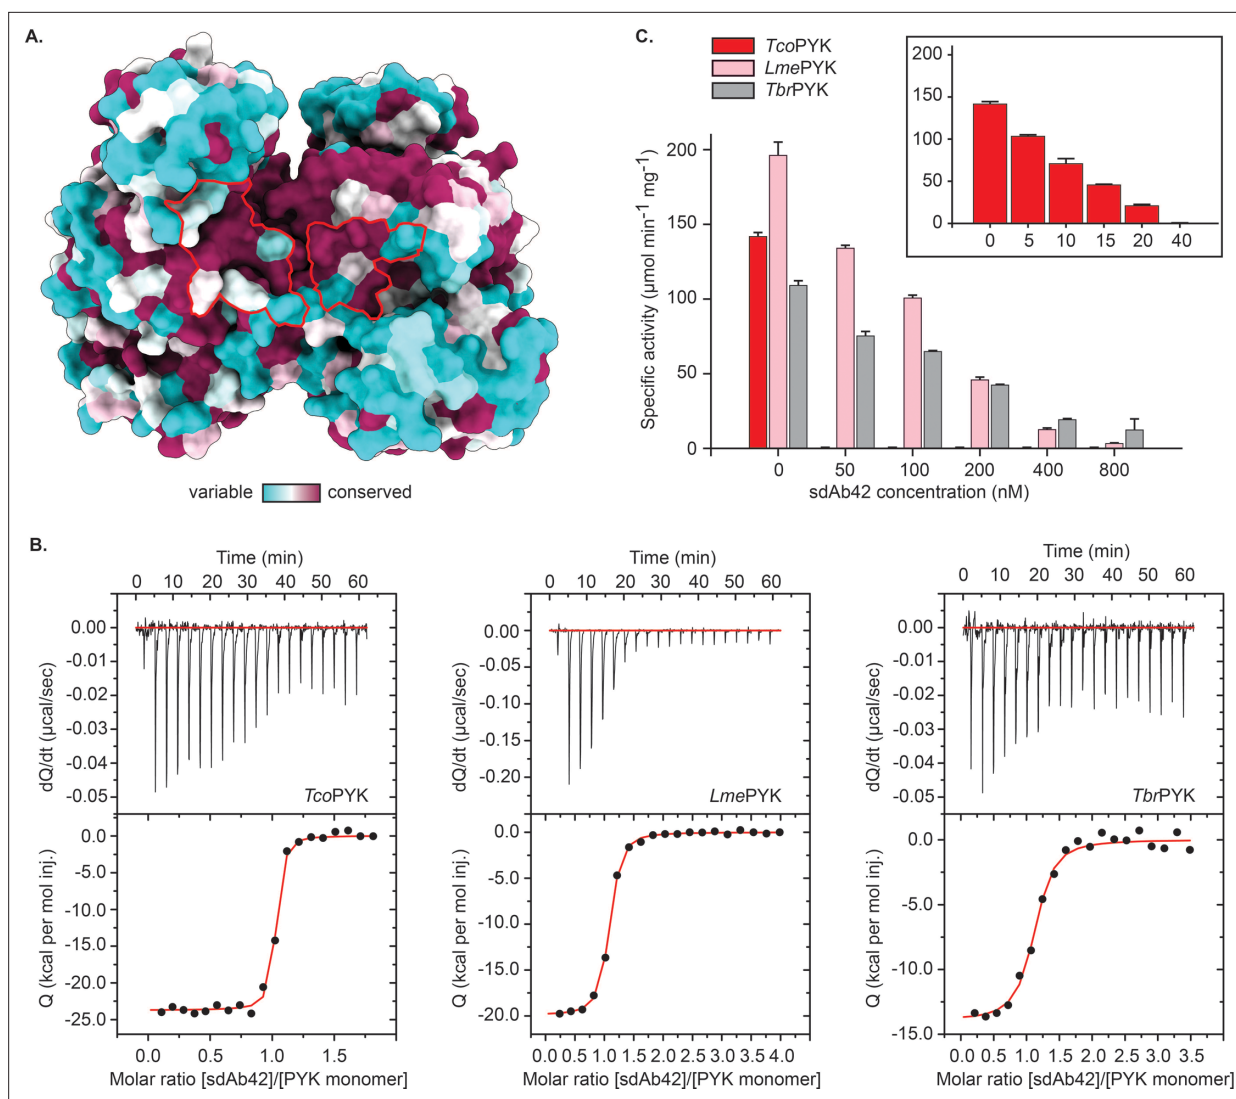 A.
variable conserved
C.
TcoPYK
LmePYK
TbrPYK
200
150
100
50
0
0 5 10 15 20 40
Specific activity (µmol min⁻¹ mg⁻¹)
200
150
100
50
0
0 50 100 200 400 800
sdAb42 concentration (nM)
B.
Time (min)
0 10 20 30 40 50 60
dQ/dt (µcal/sec)
0.00
-0.01
-0.02
-0.03
-0.04
-0.05
TcoPYK
Q (kcal per mol inj.)
0.0
-5.0
-10.0
-15.0
-20.0
-25.0
0.0 0.5 1.0 1.5
Molar ratio [sdAb42]/[PYK monomer]
Time (min)
0 10 20 30 40 50 60
dQ/dt (µcal/sec)
0.00
-0.05
-0.10
-0.15
-0.20
LmePYK
Q (kcal per mol inj.)
0.0
-5.0
-10.0
-15.0
-20.0
0.0 0.5 1.0 1.5 2.0 2.5 3.0 3.5 4.0
Molar ratio [sdAb42]/[PYK monomer]
Time (min)
0 10 20 30 40 50 60
dQ/dt (µcal/sec)
0.00
-0.01
-0.02
-0.03
-0.04
-0.05
TbrPYK
Q (kcal per mol inj.)
0.0
-5.0
-10.0
-15.0
0.0 0.5 1.0 1.5 2.0 2.5 3.0 3.5
Molar ratio [sdAb42]/[PYK monomer]